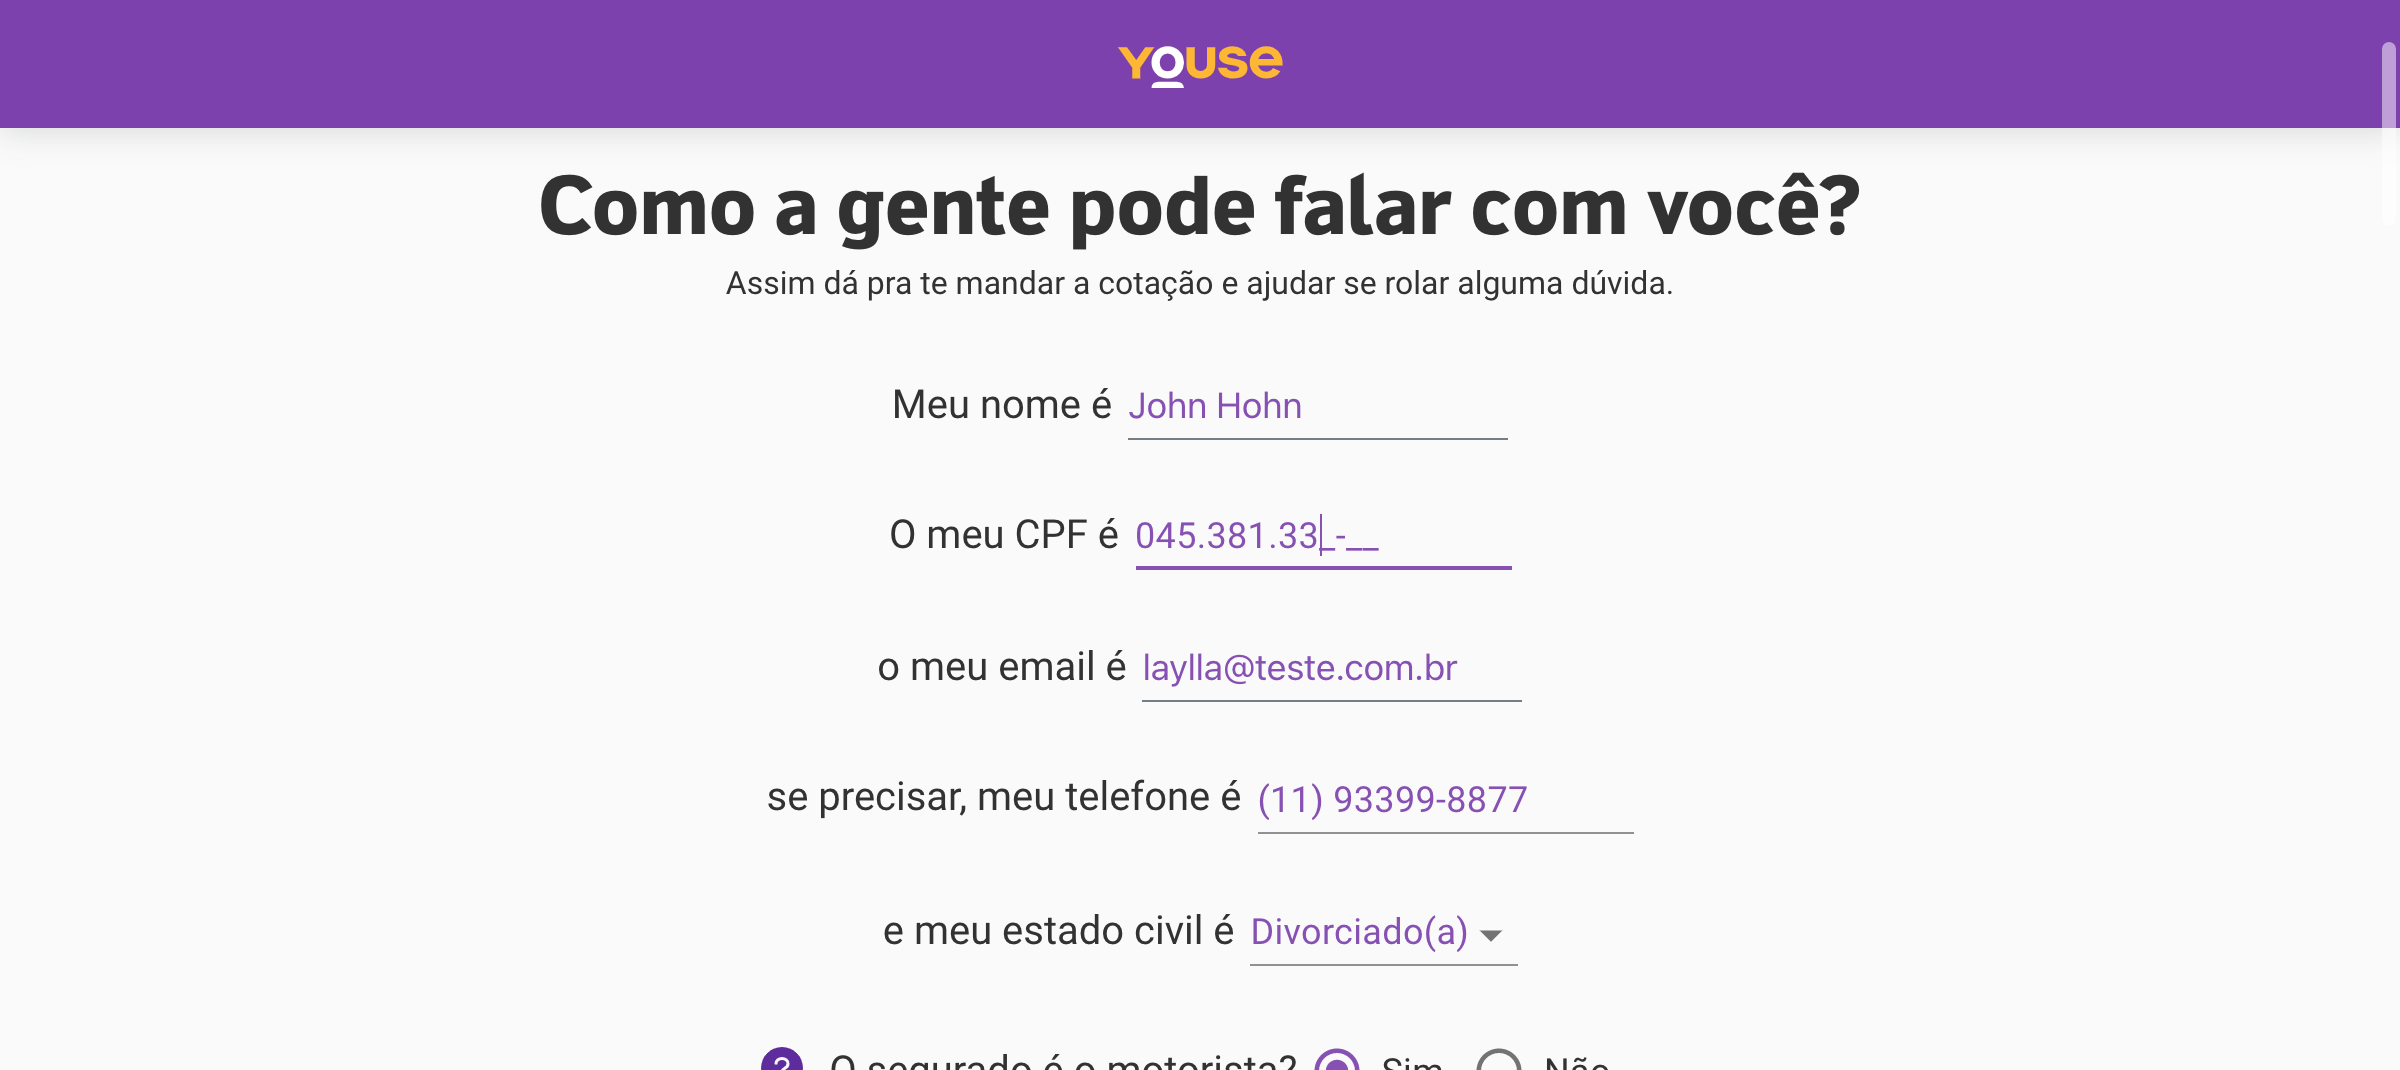 Youse
Como a gente pode falar com você?
Assim dá pra te mandar a cotação e ajudar se rolar alguma dúvida.
Meu nome é John Hohn
O meu CPF é 045.381.33_-__
o meu email é laylla@teste.com.br
se precisar, meu telefone é (11) 93399-8877
e meu estado civil é Divorciado(a)
? O segurado é o motorista? Sim Não